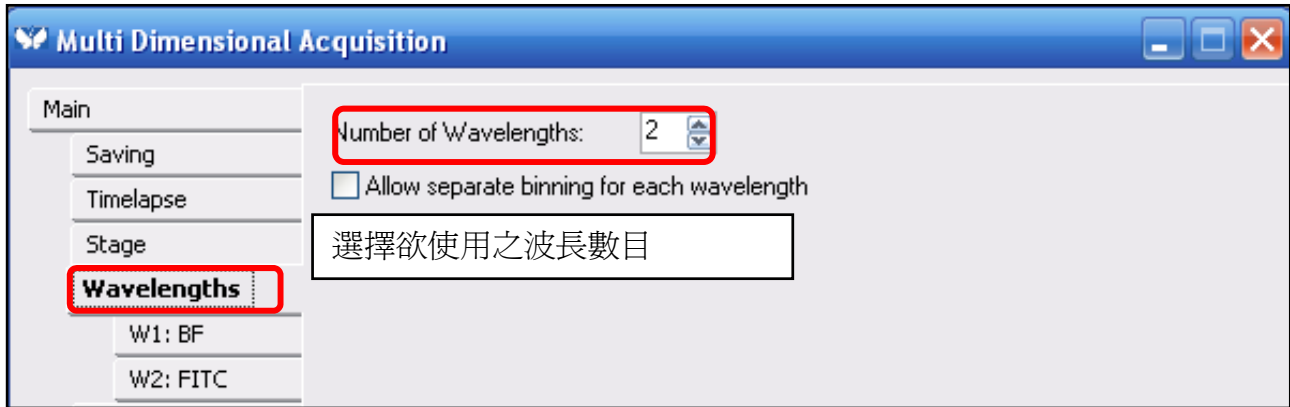 Multi Dimensional Acquisition
Main
Saving
Timelapse
Stage
Wavelengths
W1: BF
W2: FITC
Number of Wavelengths: 2
Allow separate binning for each wavelength
選擇欲使用之波長數目